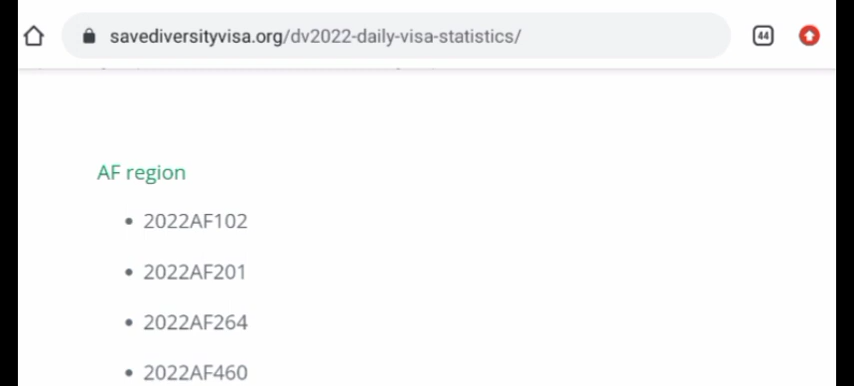 savediversityvisa.org/dv2022-daily-visa-statistics/
44
AF region
• 2022AF102
• 2022AF201
• 2022AF264
• 2022AF460